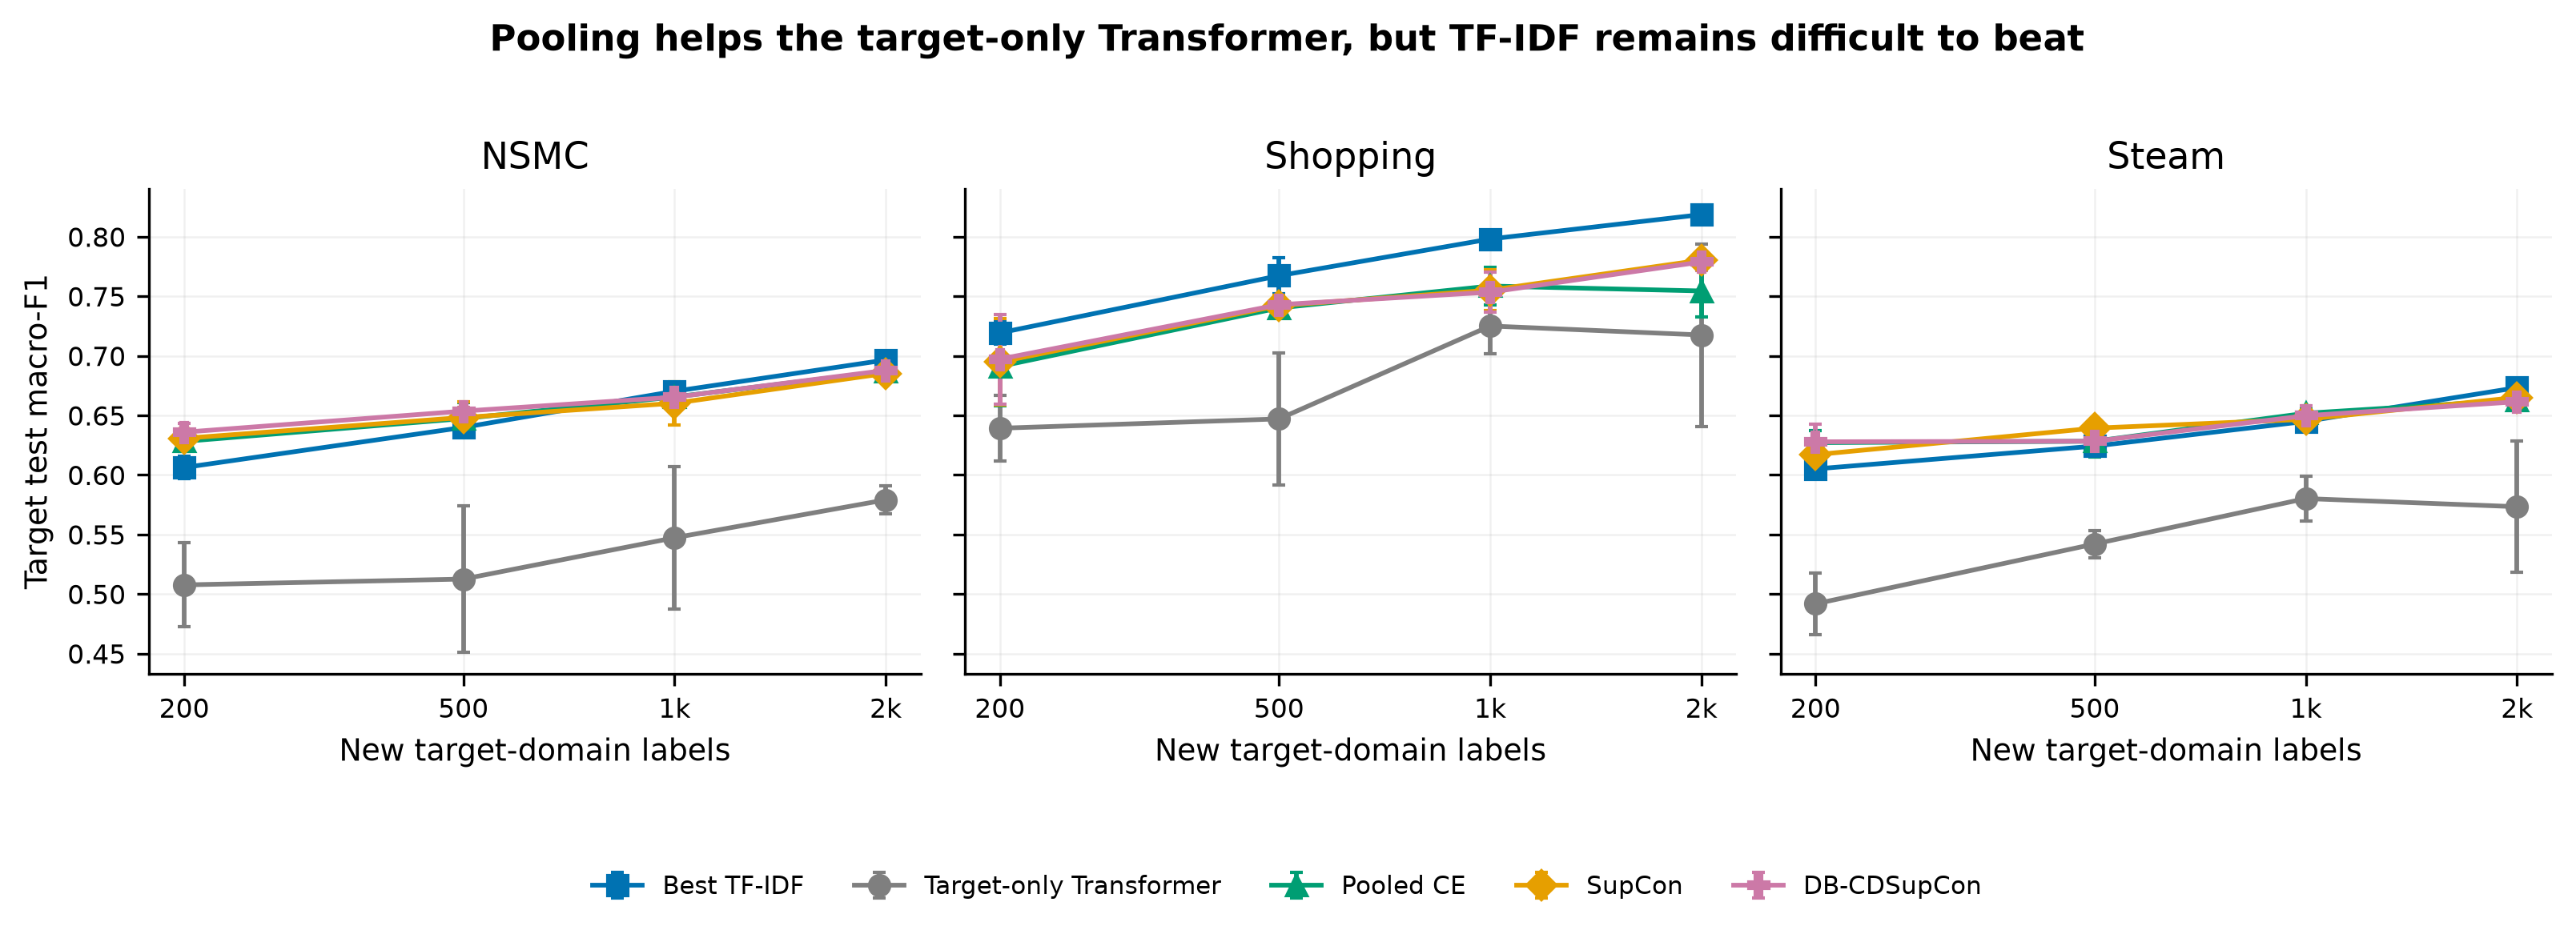 Pooling helps the target-only Transformer, but TF-IDF remains difficult to beat
NSMC
Shopping
Steam
Target test macro-F1
0.80
0.75
0.70
0.65
0.60
0.55
0.50
0.45
200 500 1k 2k
200 500 1k 2k
200 500 1k 2k
New target-domain labels
New target-domain labels
New target-domain labels
Best TF-IDF
Target-only Transformer
Pooled CE
SupCon
DB-CDSupCon